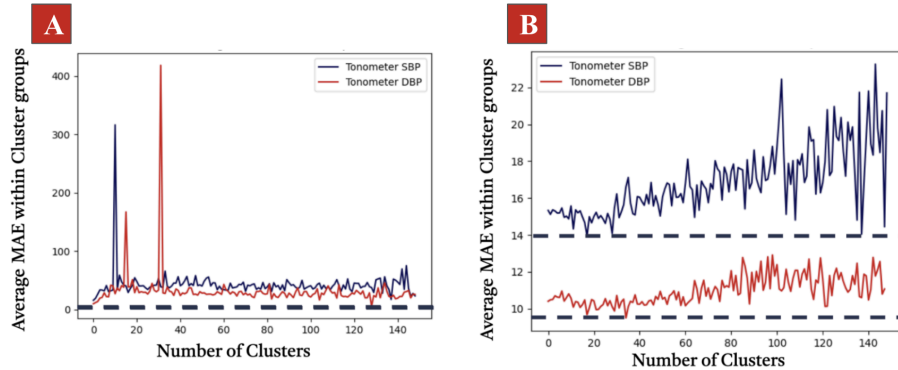 A
Average MAE within Cluster groups
400
300
200
100
0
Tonometer SBP
Tonometer DBP
0 20 40 60 80 100 120 140
Number of Clusters
B
Average MAE within Cluster groups
22
20
18
16
14
12
10
Tonometer SBP
Tonometer DBP
0 20 40 60 80 100 120 140
Number of Clusters